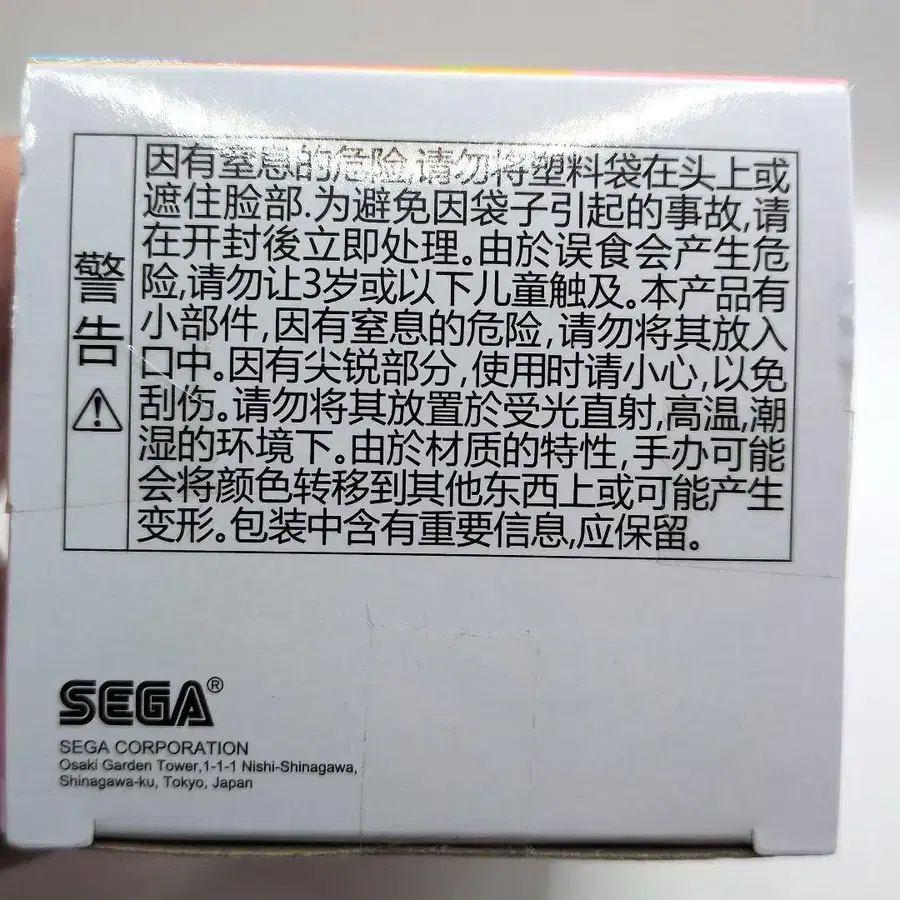 警告
因有窒息的危险,请勿将塑料袋在头上或
遮住脸部.为避免因袋子引起的事故,请
在开封後立即处理。由於误食会产生危
险,请勿让3岁或以下儿童触及。本产品有
小部件,因有窒息的危险,请勿将其放入
口中。因有尖锐部分,使用时请小心,以免
刮伤。请勿将其放置於受光直射,高温,潮
湿的环境下。由於材质的特性,手办可能
会将颜色转移到其他东西上或可能产生
变形。包装中含有重要信息,应保留。
SEGA®
SEGA CORPORATION
Osaki Garden Tower,1-1-1 Nishi-Shinagawa,
Shinagawa-ku, Tokyo, Japan